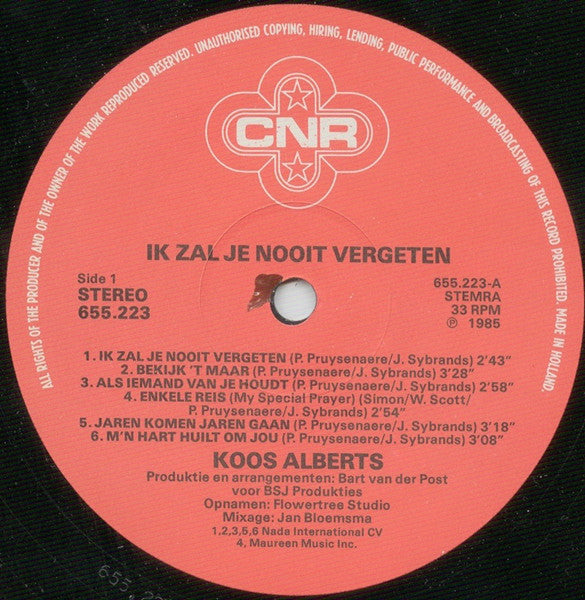 ALL RIGHTS OF THE PRODUCER AND OF THE OWNER OF THE WORK REPRODUCED RESERVED. UNAUTHORISED COPYING, HIRING, LENDING, PUBLIC PERFORMANCE AND BROADCASTING OF THIS RECORD PROHIBITED. MADE IN HOLLAND.
CNR
IK ZAL JE NOOIT VERGETEN
Side 1
STEREO
655.223
655.223-A
STEMRA
33 RPM
℗ 1985
1. IK ZAL JE NOOIT VERGETEN (P. Pruysenaere/J. Sybrands) 2'43"
2. BEKIJK 'T MAAR (P. Pruysenaere/J. Sybrands) 3'28"
3. ALS IEMAND VAN JE HOUDT (P. Pruysenaere/J. Sybrands) 2'58"
4. ENKELE REIS (My Special Prayer) (Simon/W. Scott/
P. Pruysenaere/J. Sybrands) 2'54"
5. JAREN KOMEN JAREN GAAN (P. Pruysenaere/J. Sybrands) 3'18"
6. M'N HART HUILT OM JOU (P. Pruysenaere/J. Sybrands) 3'08"
KOOS ALBERTS
Produktie en arrangementen: Bart van der Post
voor BSJ Produkties
Opnamen: Flowertree Studio
Mixage: Jan Bloemsma
1,2,3,5,6 Nada International CV
4, Maureen Music Inc.